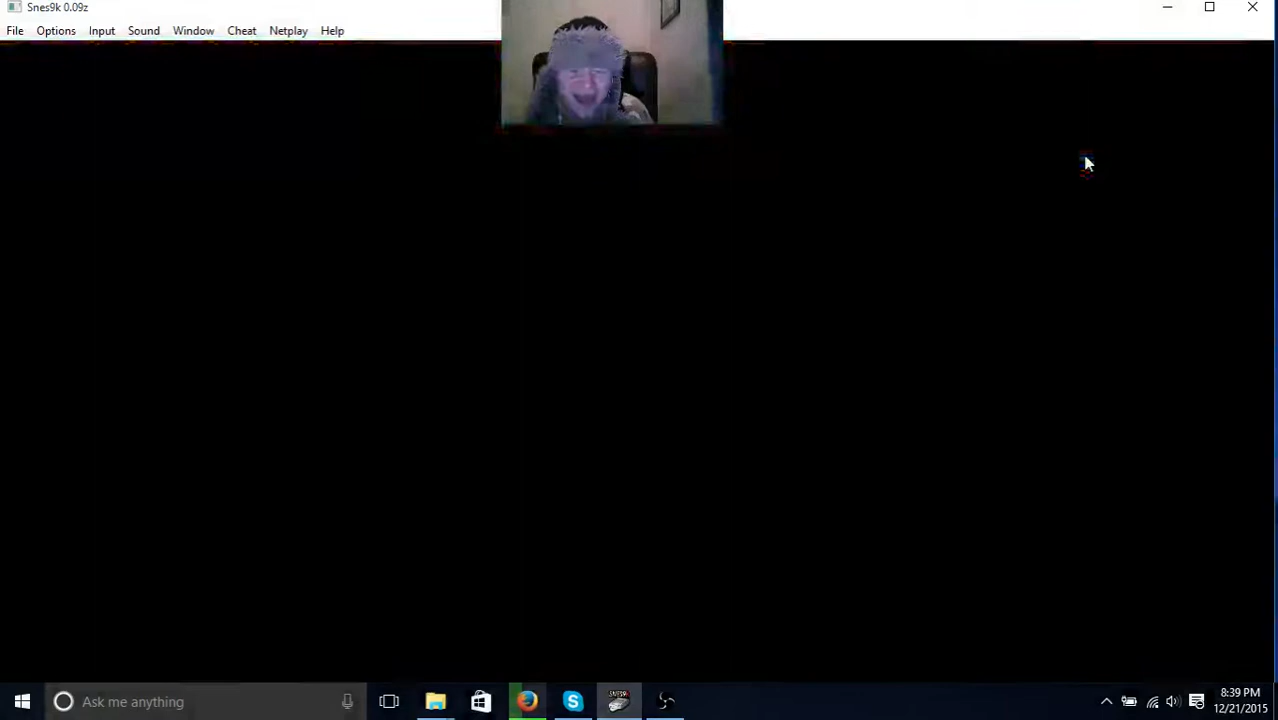 Snes9k 0.09z
File Options Input Sound Window Cheat Netplay Help
Ask me anything
8:39 PM
12/21/2015